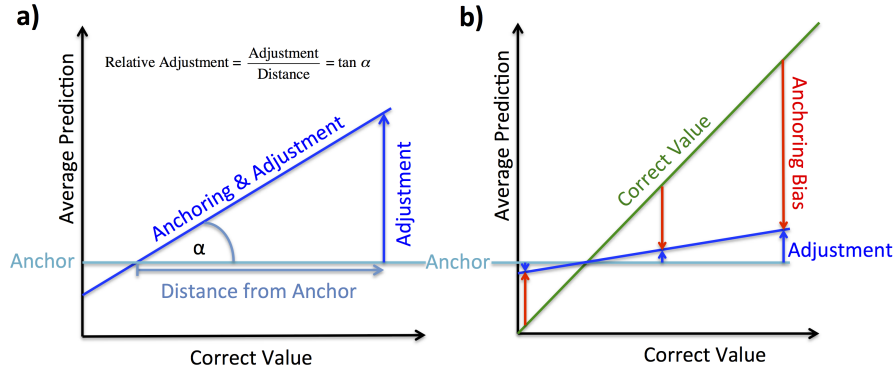 a)
Relative Adjustment = Adjustment / Distance = tan α
Average Prediction
Anchoring & Adjustment
Adjustment
α
Anchor
Distance from Anchor
Correct Value
b)
Average Prediction
Correct Value
Anchoring Bias
Adjustment
Anchor
Correct Value